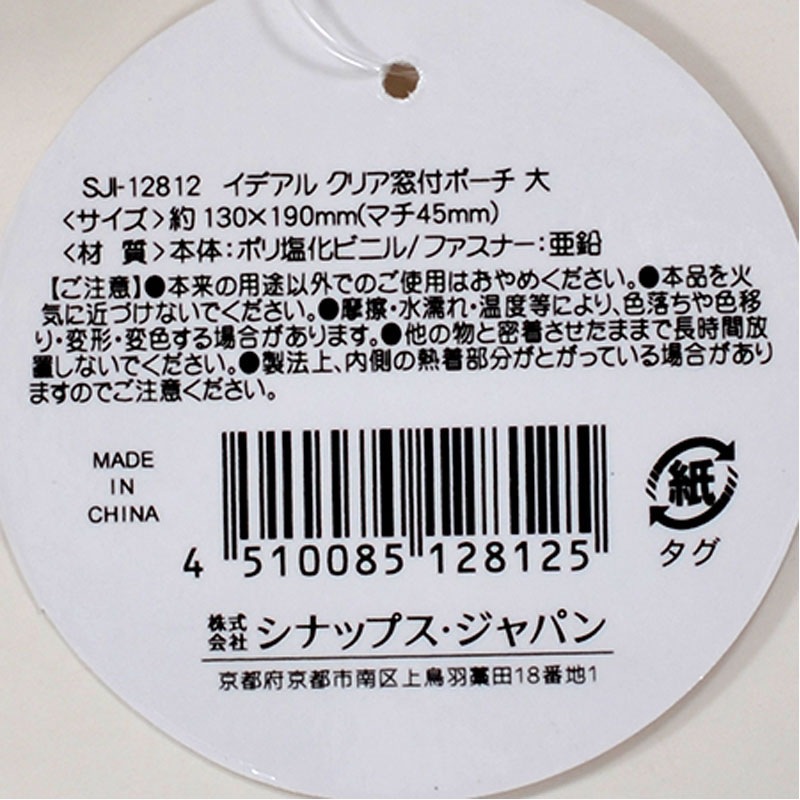 SJI-12812 イデアル クリア窓付ポーチ 大
<サイズ>約130×190mm(マチ45mm)
<材 質>本体:ポリ塩化ビニル/ファスナー:亜鉛
【ご注意】●本来の用途以外でのご使用はおやめください。●本品を火
気に近づけないでください。●摩擦・水濡れ・温度等により、色落ちや色移
り・変形・変色する場合があります。●他の物と密着させたままで長時間放
置しないでください。●製法上、内側の熱着部分がとがっている場合があり
ますのでご注意ください。
MADE
IN
CHINA
4 510085 128125
紙
タグ
株式会社 シナップス・ジャパン
京都府京都市南区上鳥羽藁田18番地1